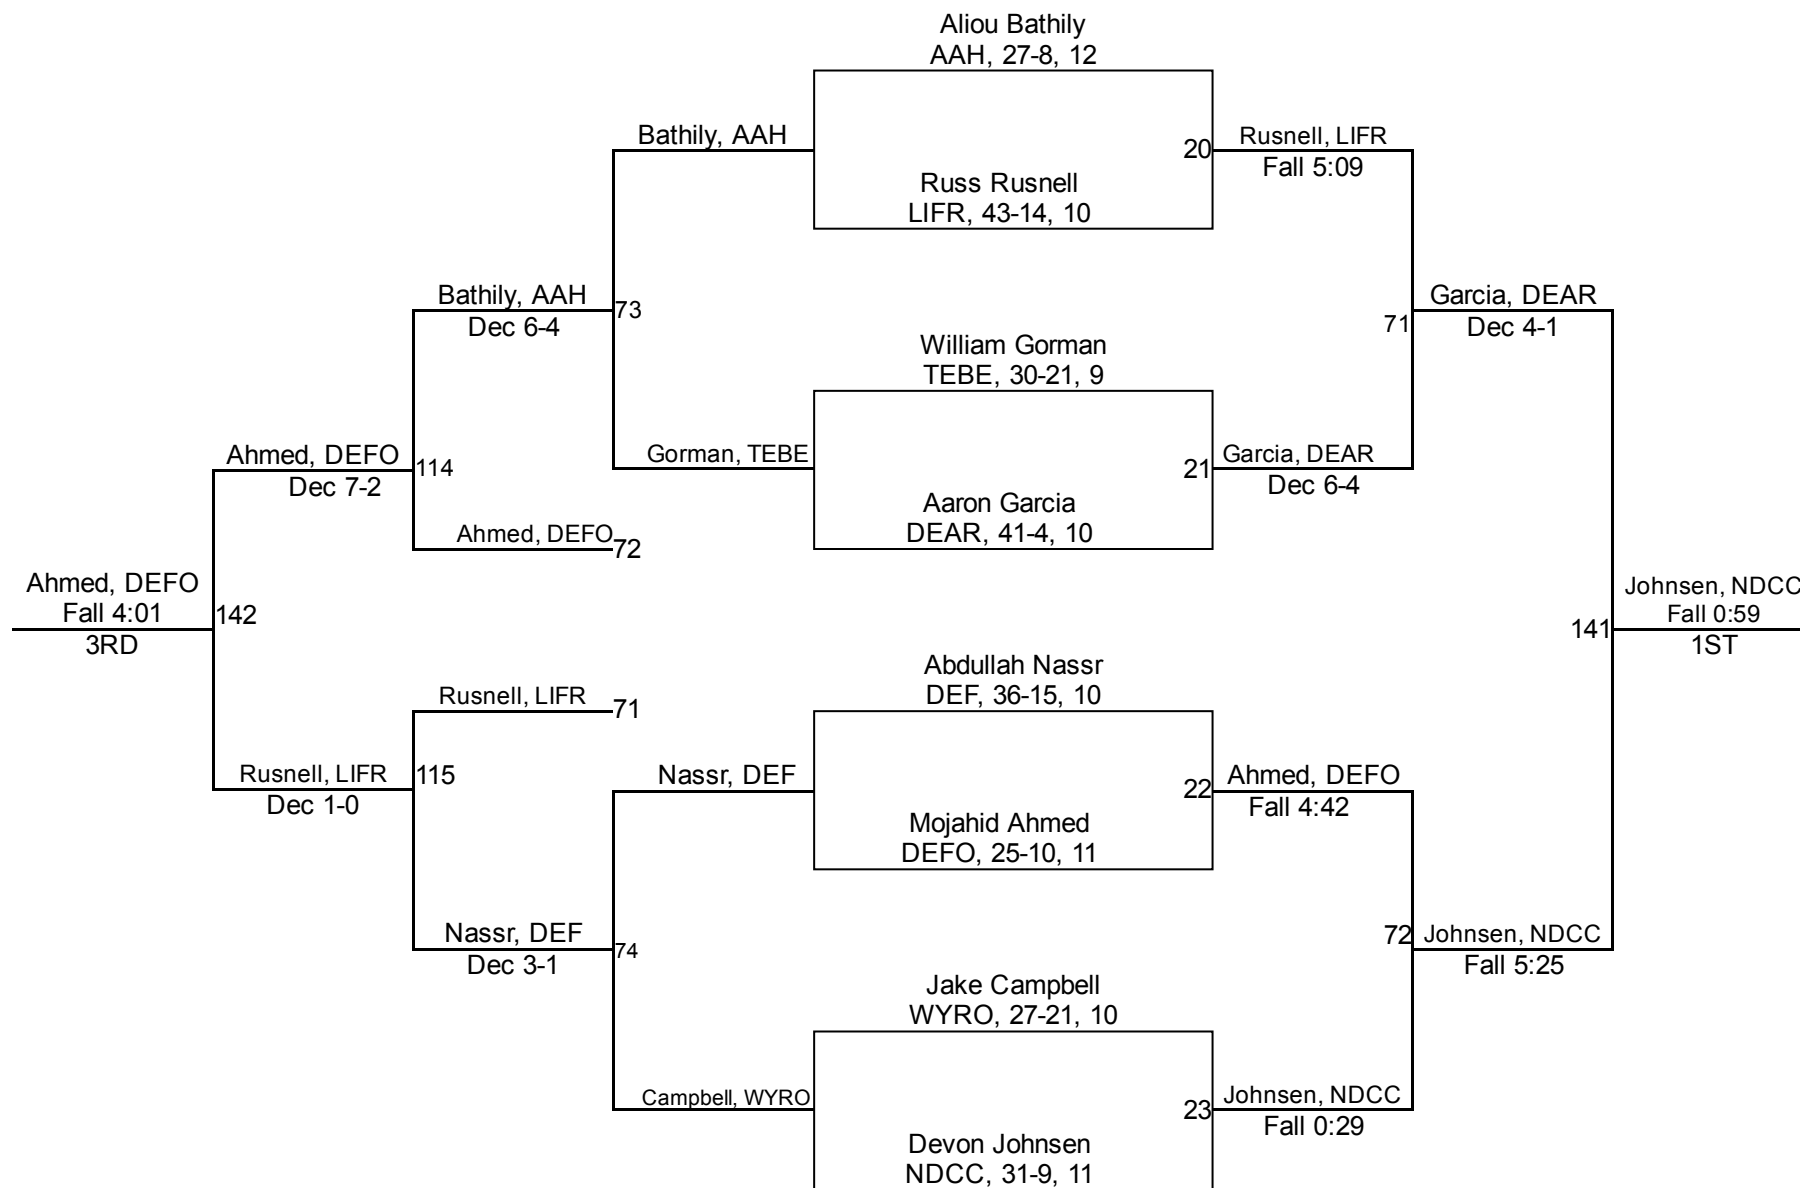 Aliou Bathily
AAH, 27-8, 12
Bathily, AAH
20
Rusnell, LIFR
Fall 5:09
Russ Rusnell
LIFR, 43-14, 10
Bathily, AAH
Dec 6-4
73
Garcia, DEAR
Dec 4-1
71
William Gorman
TEBE, 30-21, 9
Ahmed, DEFO
Dec 7-2
114
Gorman, TEBE
21
Garcia, DEAR
Dec 6-4
Aaron Garcia
DEAR, 41-4, 10
Ahmed, DEFO
72
Ahmed, DEFO
Fall 4:01
3RD
142
141
Johnsen, NDCC
Fall 0:59
1ST
Abdullah Nassr
DEF, 36-15, 10
Rusnell, LIFR
71
Rusnell, LIFR
Dec 1-0
115
Nassr, DEF
22
Ahmed, DEFO
Fall 4:42
Mojahid Ahmed
DEFO, 25-10, 11
Nassr, DEF
Dec 3-1
74
72
Johnsen, NDCC
Fall 5:25
Jake Campbell
WYRO, 27-21, 10
Campbell, WYRO
23
Johnsen, NDCC
Fall 0:29
Devon Johnsen
NDCC, 31-9, 11